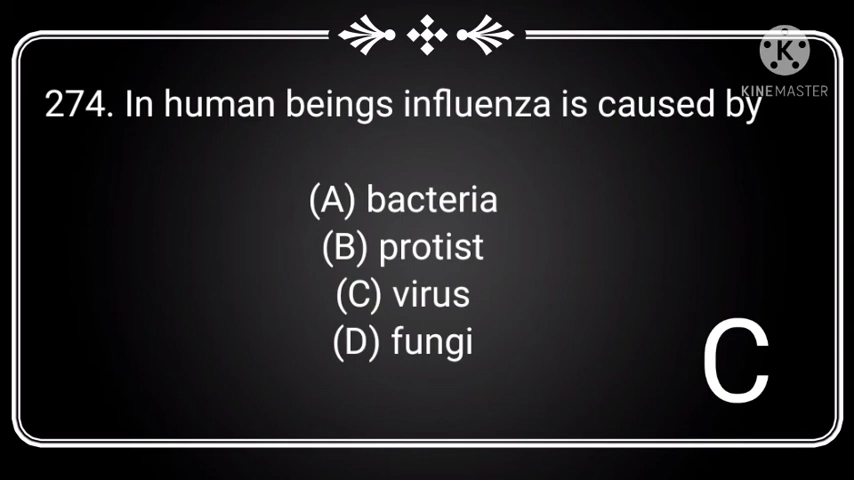 K
KINEMASTER
274. In human beings influenza is caused by
(A) bacteria
(B) protist
(C) virus
(D) fungi
C